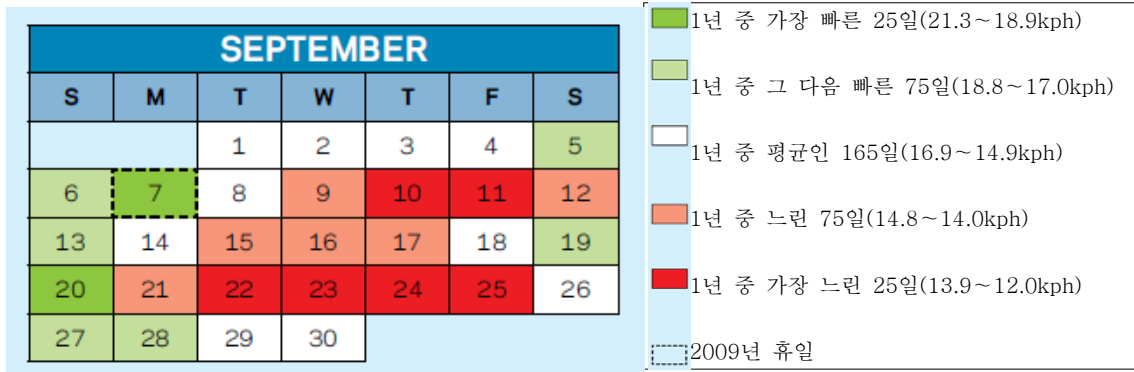 SEPTEMBER
S M T W T F S
1 2 3 4 5
6 7 8 9 10 11 12
13 14 15 16 17 18 19
20 21 22 23 24 25 26
27 28 29 30
1년 중 가장 빠른 25일(21.3~18.9kph)
1년 중 그 다음 빠른 75일(18.8~17.0kph)
1년 중 평균인 165일(16.9~14.9kph)
1년 중 느린 75일(14.8~14.0kph)
1년 중 가장 느린 25일(13.9~12.0kph)
2009년 휴일